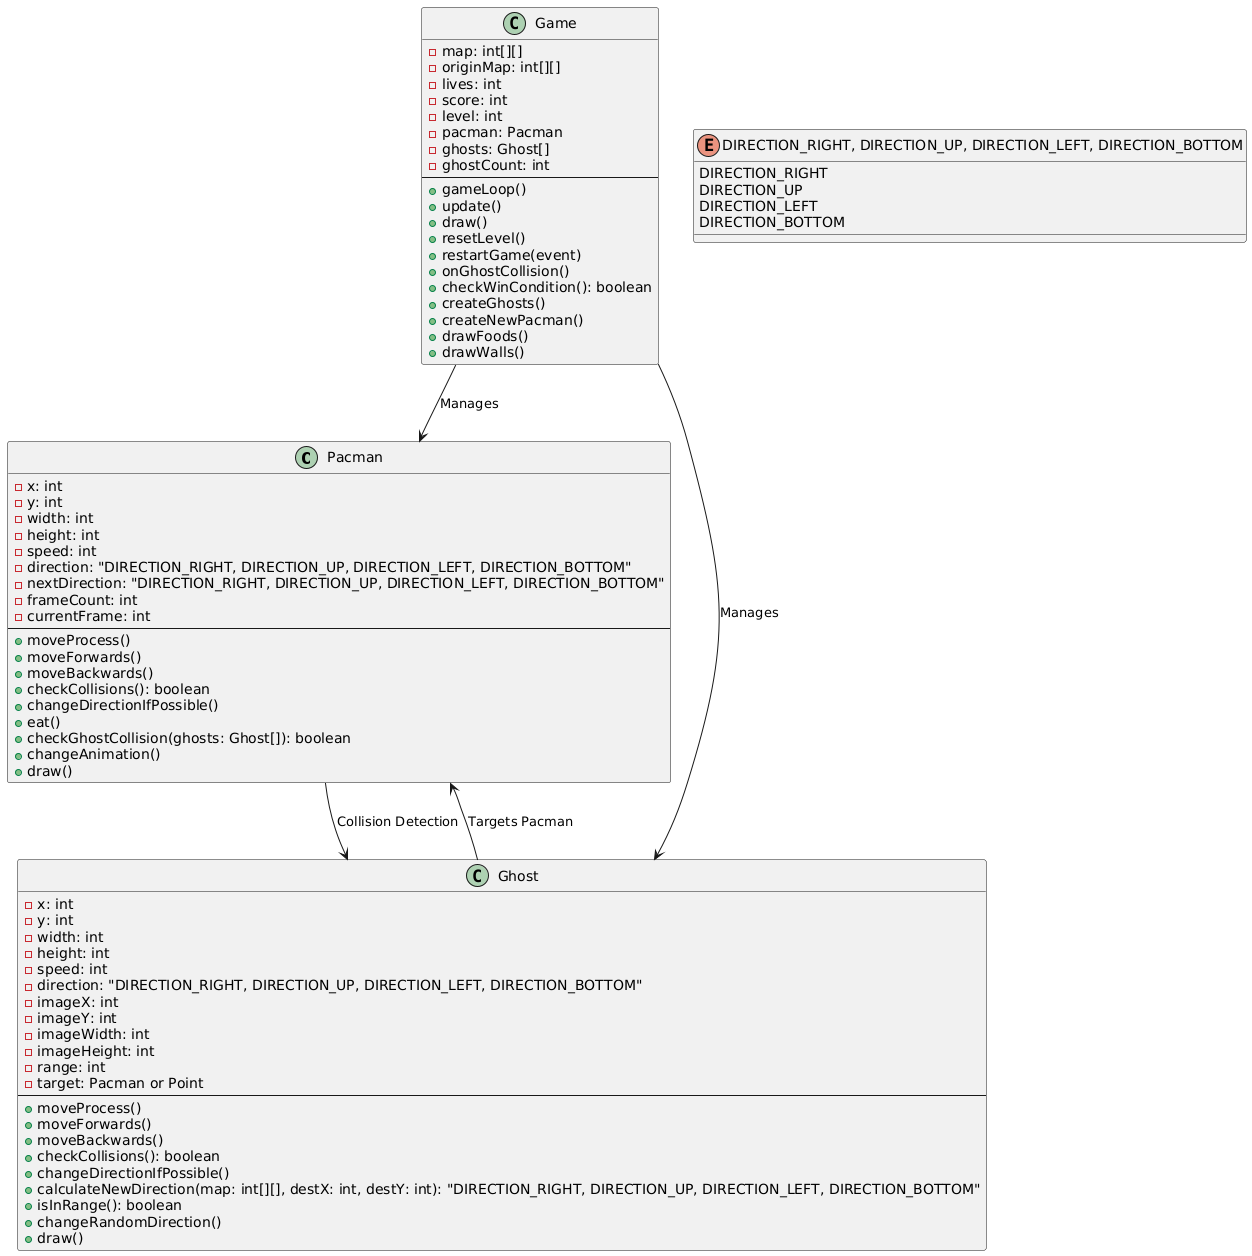 C Game
map: int[][]
originMap: int[][]
lives: int
score: int
level: int
pacman: Pacman
ghosts: Ghost[]
ghostCount: int
gameLoop()
update()
draw()
resetLevel()
restartGame(event)
onGhostCollision()
checkWinCondition(): boolean
createGhosts()
createNewPacman()
drawFoods()
drawWalls()
E DIRECTION_RIGHT, DIRECTION_UP, DIRECTION_LEFT, DIRECTION_BOTTOM
DIRECTION_RIGHT
DIRECTION_UP
DIRECTION_LEFT
DIRECTION_BOTTOM
Manages
C Pacman
x: int
y: int
width: int
height: int
speed: int
direction: "DIRECTION_RIGHT, DIRECTION_UP, DIRECTION_LEFT, DIRECTION_BOTTOM"
nextDirection: "DIRECTION_RIGHT, DIRECTION_UP, DIRECTION_LEFT, DIRECTION_BOTTOM"
frameCount: int
currentFrame: int
moveProcess()
moveForwards()
moveBackwards()
checkCollisions(): boolean
changeDirectionIfPossible()
eat()
checkGhostCollision(ghosts: Ghost[]): boolean
changeAnimation()
draw()
Manages
Collision Detection
Targets Pacman
C Ghost
x: int
y: int
width: int
height: int
speed: int
direction: "DIRECTION_RIGHT, DIRECTION_UP, DIRECTION_LEFT, DIRECTION_BOTTOM"
imageX: int
imageY: int
imageWidth: int
imageHeight: int
range: int
target: Pacman or Point
moveProcess()
moveForwards()
moveBackwards()
checkCollisions(): boolean
changeDirectionIfPossible()
calculateNewDirection(map: int[][], destX: int, destY: int): "DIRECTION_RIGHT, DIRECTION_UP, DIRECTION_LEFT, DIRECTION_BOTTOM"
isInRange(): boolean
changeRandomDirection()
draw()